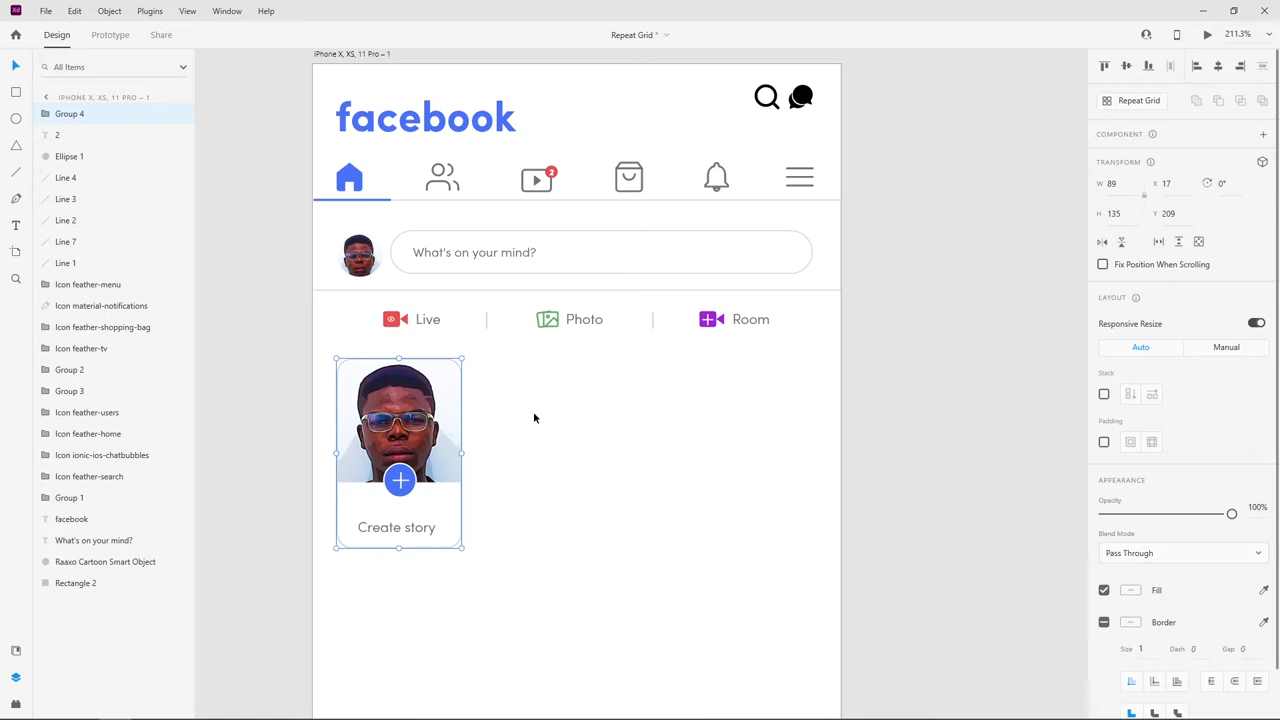 Xd File Edit Object Plugins View Window Help
Design Prototype Share Repeat Grid * 211.3%
All Items
IPHONE X, XS, 11 PRO – 1
Group 4
2
Ellipse 1
Line 4
Line 3
Line 2
Line 7
Line 1
Icon feather-menu
Icon material-notifications
Icon feather-shopping-bag
Icon feather-tv
Group 2
Group 3
Icon feather-users
Icon feather-home
Icon ionic-ios-chatbubbles
Icon feather-search
Group 1
facebook
What's on your mind?
Raaxo Cartoon Smart Object
Rectangle 2
iPhone X, XS, 11 Pro – 1
facebook
2
What's on your mind?
Live Photo Room
Create story
Repeat Grid
COMPONENT
TRANSFORM
W 89 X 17 0°
H 135 Y 209
Fix Position When Scrolling
LAYOUT
Responsive Resize
Auto Manual
Stack
Padding
APPEARANCE
Opacity
100%
Blend Mode
Pass Through
Fill
Border
Size 1 Dash 0 Gap 0